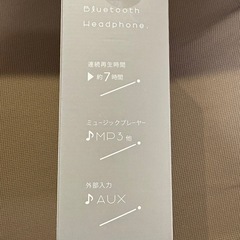 Bluetooth
Headphone.
連続再生時間
▶約7時間
ミュージックプレーヤー
♪MP3他
外部入力
♪AUX